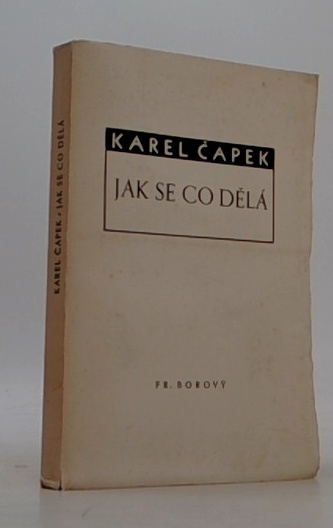 KAREL ČAPEK • JAK SE CO DĚLÁ
KAREL ČAPEK
JAK SE CO DĚLÁ
FR. BOROVÝ